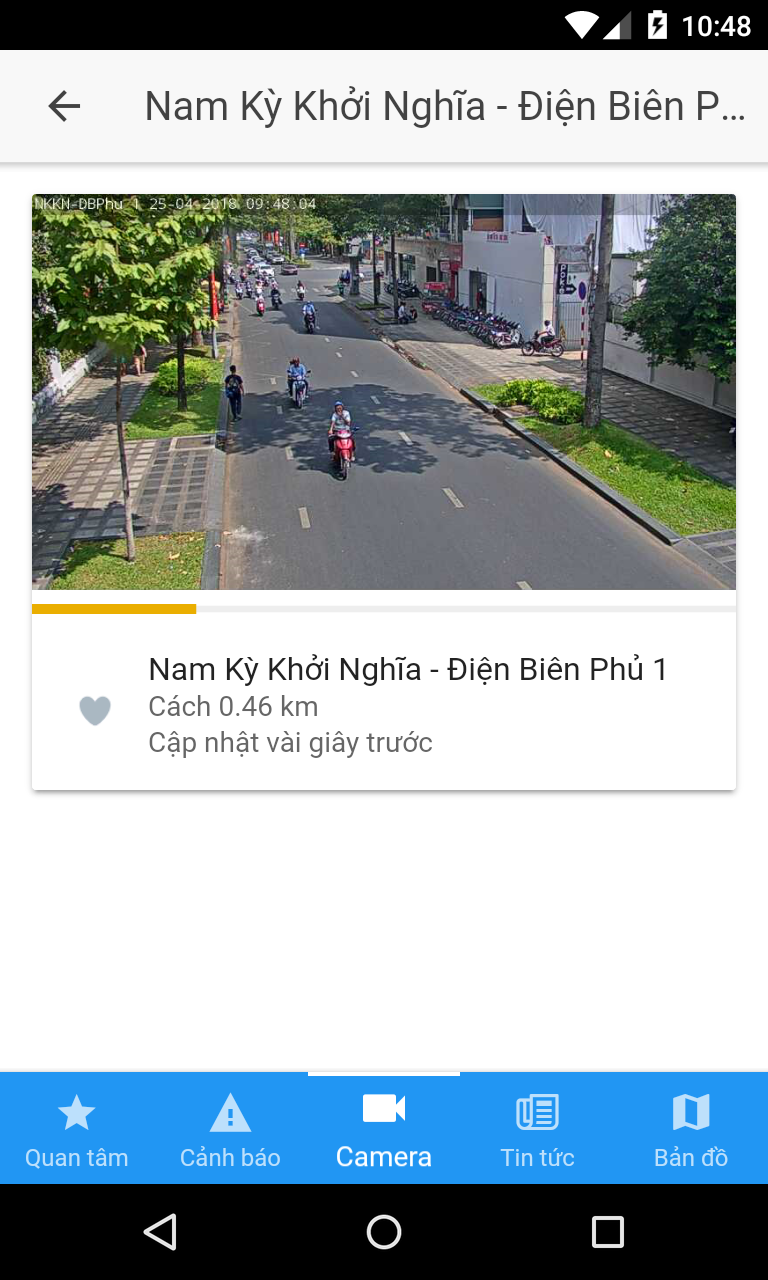 10:48
Nam Kỳ Khởi Nghĩa - Điện Biên P...
NKKN-DBPhu 1 25-04-2018 09:48:04
Nam Kỳ Khởi Nghĩa - Điện Biên Phủ 1
Cách 0.46 km
Cập nhật vài giây trước
Quan tâm
Cảnh báo
Camera
Tin tức
Bản đồ